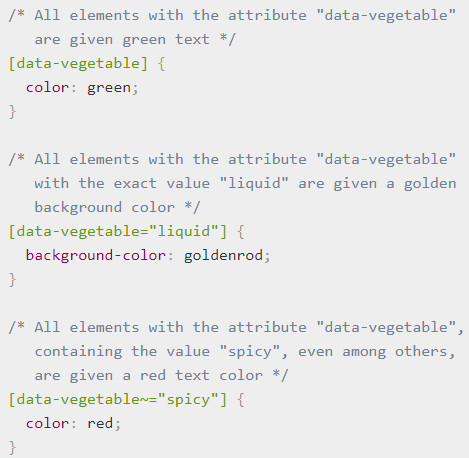 /* All elements with the attribute "data-vegetable"
   are given green text */
[data-vegetable] {
  color: green;
}

/* All elements with the attribute "data-vegetable"
   with the exact value "liquid" are given a golden
   background color */
[data-vegetable="liquid"] {
  background-color: goldenrod;
}

/* All elements with the attribute "data-vegetable",
   containing the value "spicy", even among others,
   are given a red text color */
[data-vegetable~="spicy"] {
  color: red;
}